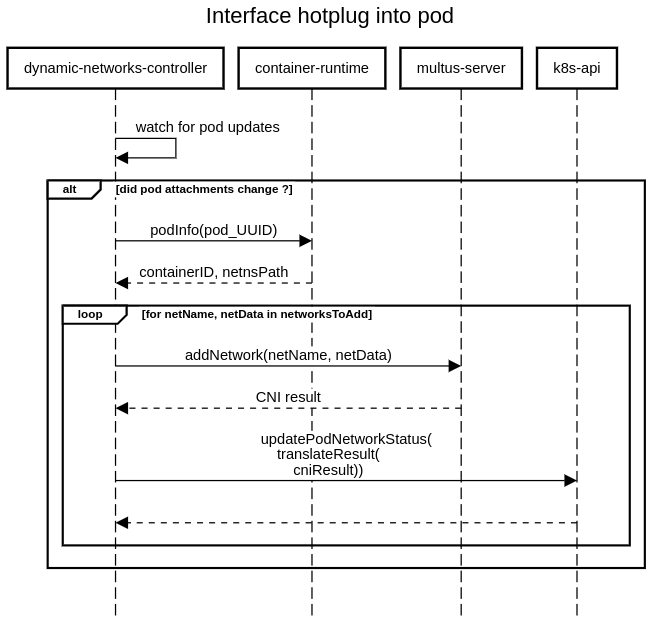 Interface hotplug into pod
dynamic-networks-controller
container-runtime
multus-server
k8s-api
watch for pod updates
alt
[did pod attachments change ?]
podInfo(pod_UUID)
containerID, netnsPath
loop
[for netName, netData in networksToAdd]
addNetwork(netName, netData)
CNI result
updatePodNetworkStatus(
translateResult(
cniResult))